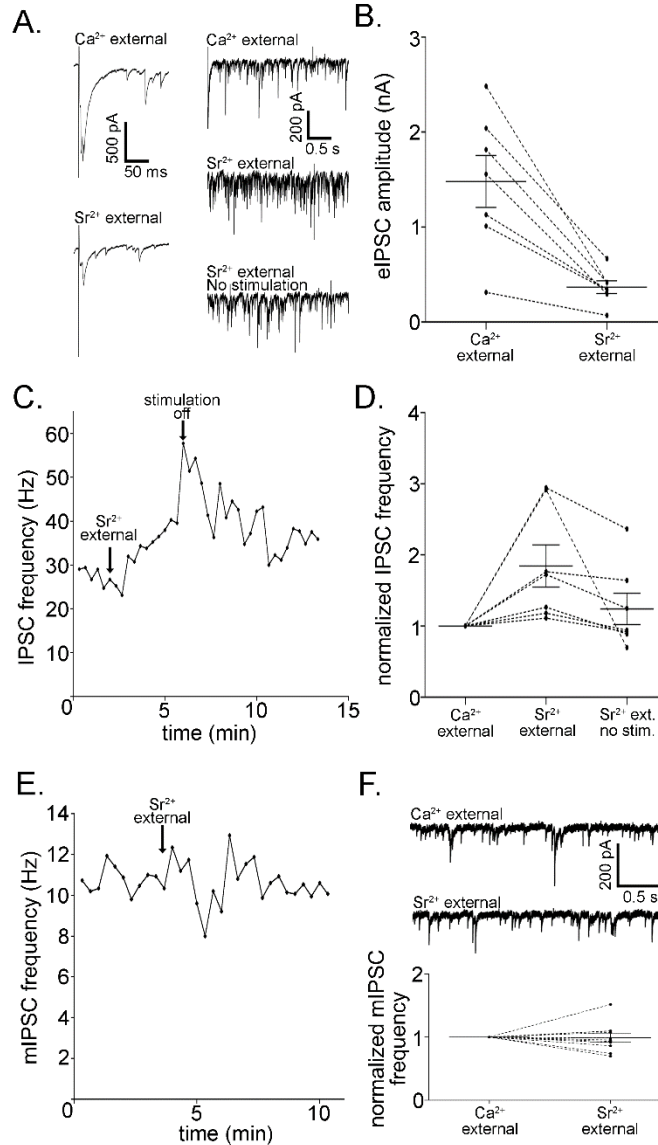 A.
Ca²⁺ external
Ca²⁺ external
500 pA
50 ms
200 pA
0.5 s
Sr²⁺ external
Sr²⁺ external
Sr²⁺ external
No stimulation
B.
eIPSC amplitude (nA)
3
2
1
0
Ca²⁺
external
Sr²⁺
external
C.
stimulation
off
Sr²⁺
external
IPSC frequency (Hz)
60
50
40
30
20
10
0
0
5
10
15
time (min)
D.
normalized IPSC frequency
4
3
2
1
0
Ca²⁺
external
Sr²⁺
external
Sr²⁺ ext.
no stim.
E.
Sr²⁺
external
mIPSC frequency (Hz)
14
12
10
8
6
4
2
0
0
5
10
time (min)
F.
Ca²⁺ external
200 pA
0.5 s
Sr²⁺ external
normalized mIPSC
frequency
2
1
0
Ca²⁺
external
Sr²⁺
external